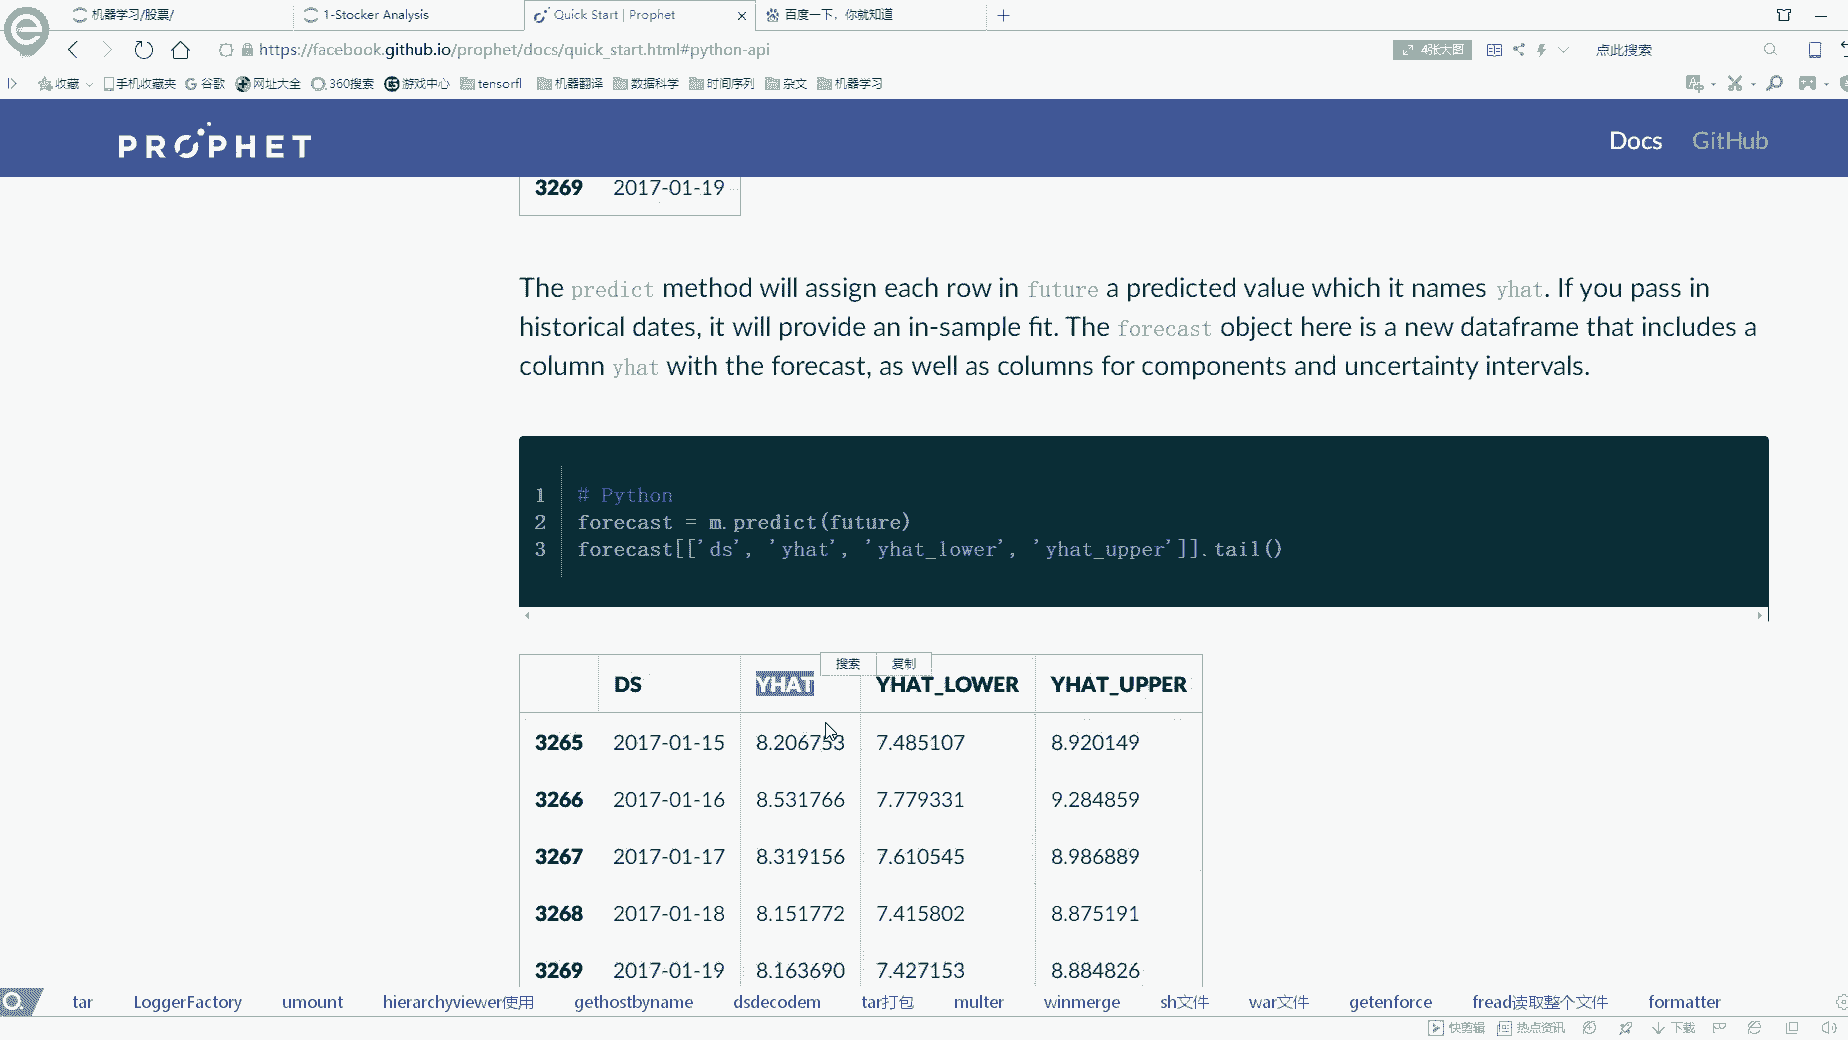 机器学习/股票/
1-Stocker Analysis
Quick Start | Prophet
百度一下，你就知道
https://facebook.github.io/prophet/docs/quick_start.html#python-api
4张大图
点此搜索
收藏 手机收藏夹 谷歌 网址大全 360搜索 游戏中心 tensorfl 机器翻译 数据科学 时间序列 杂文 机器学习
PROPHET
Docs GitHub
3269 2017-01-19
The predict method will assign each row in future a predicted value which it names yhat. If you pass in
historical dates, it will provide an in-sample fit. The forecast object here is a new dataframe that includes a
column yhat with the forecast, as well as columns for components and uncertainty intervals.
1 # Python
2 forecast = m.predict(future)
3 forecast[['ds', 'yhat', 'yhat_lower', 'yhat_upper']].tail()
搜索 复制
DS YHAT YHAT_LOWER YHAT_UPPER
3265 2017-01-15 8.206753 7.485107 8.920149
3266 2017-01-16 8.531766 7.779331 9.284859
3267 2017-01-17 8.319156 7.610545 8.986889
3268 2017-01-18 8.151772 7.415802 8.875191
3269 2017-01-19 8.163690 7.427153 8.884826
tar LoggerFactory umount hierarchyviewer使用 gethostbyname dsdecodem tar打包 multer winmerge sh文件 war文件 getenforce fread读取整个文件 formatter
快剪辑 热点资讯 下载